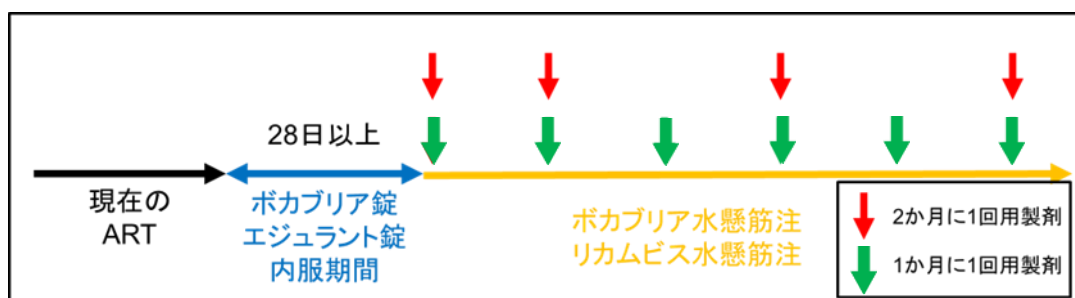 28日以上
現在の
ART
ボカブリア錠
エジュラント錠
内服期間
ボカブリア水懸筋注
リカムビス水懸筋注
2か月に1回用製剤
1か月に1回用製剤